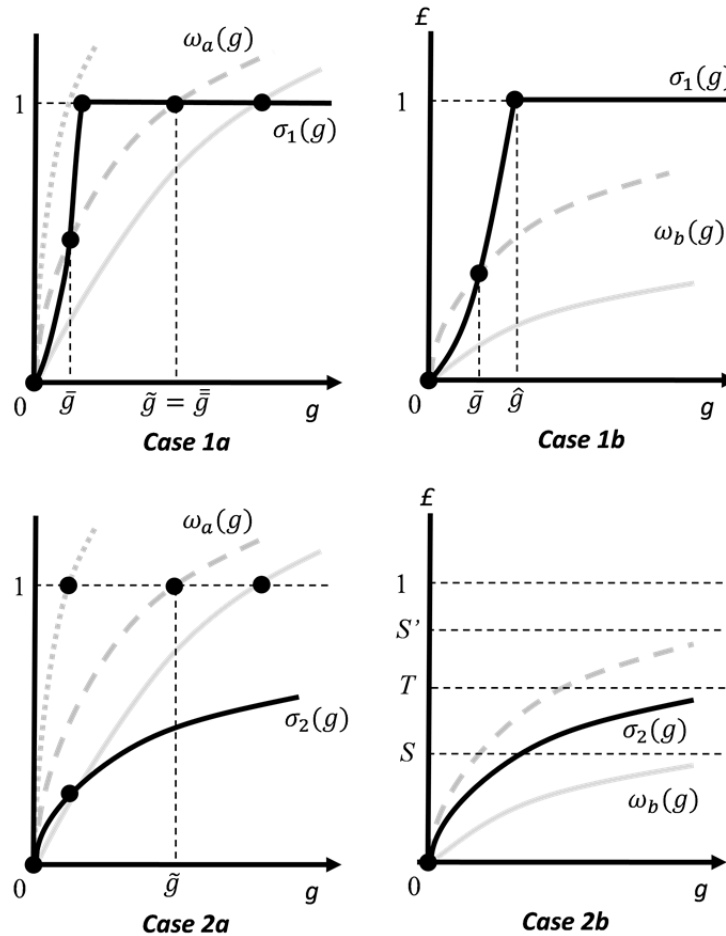 ω_a(g)
1
σ_1(g)
0
ḡ
g̃ = ḡ̄
g
Case 1a
£
σ_1(g)
1
ω_b(g)
0
ḡ
ĝ
g
Case 1b
ω_a(g)
1
σ_2(g)
0
g̃
g
Case 2a
£
1
S'
T
σ_2(g)
S
ω_b(g)
0
g
Case 2b